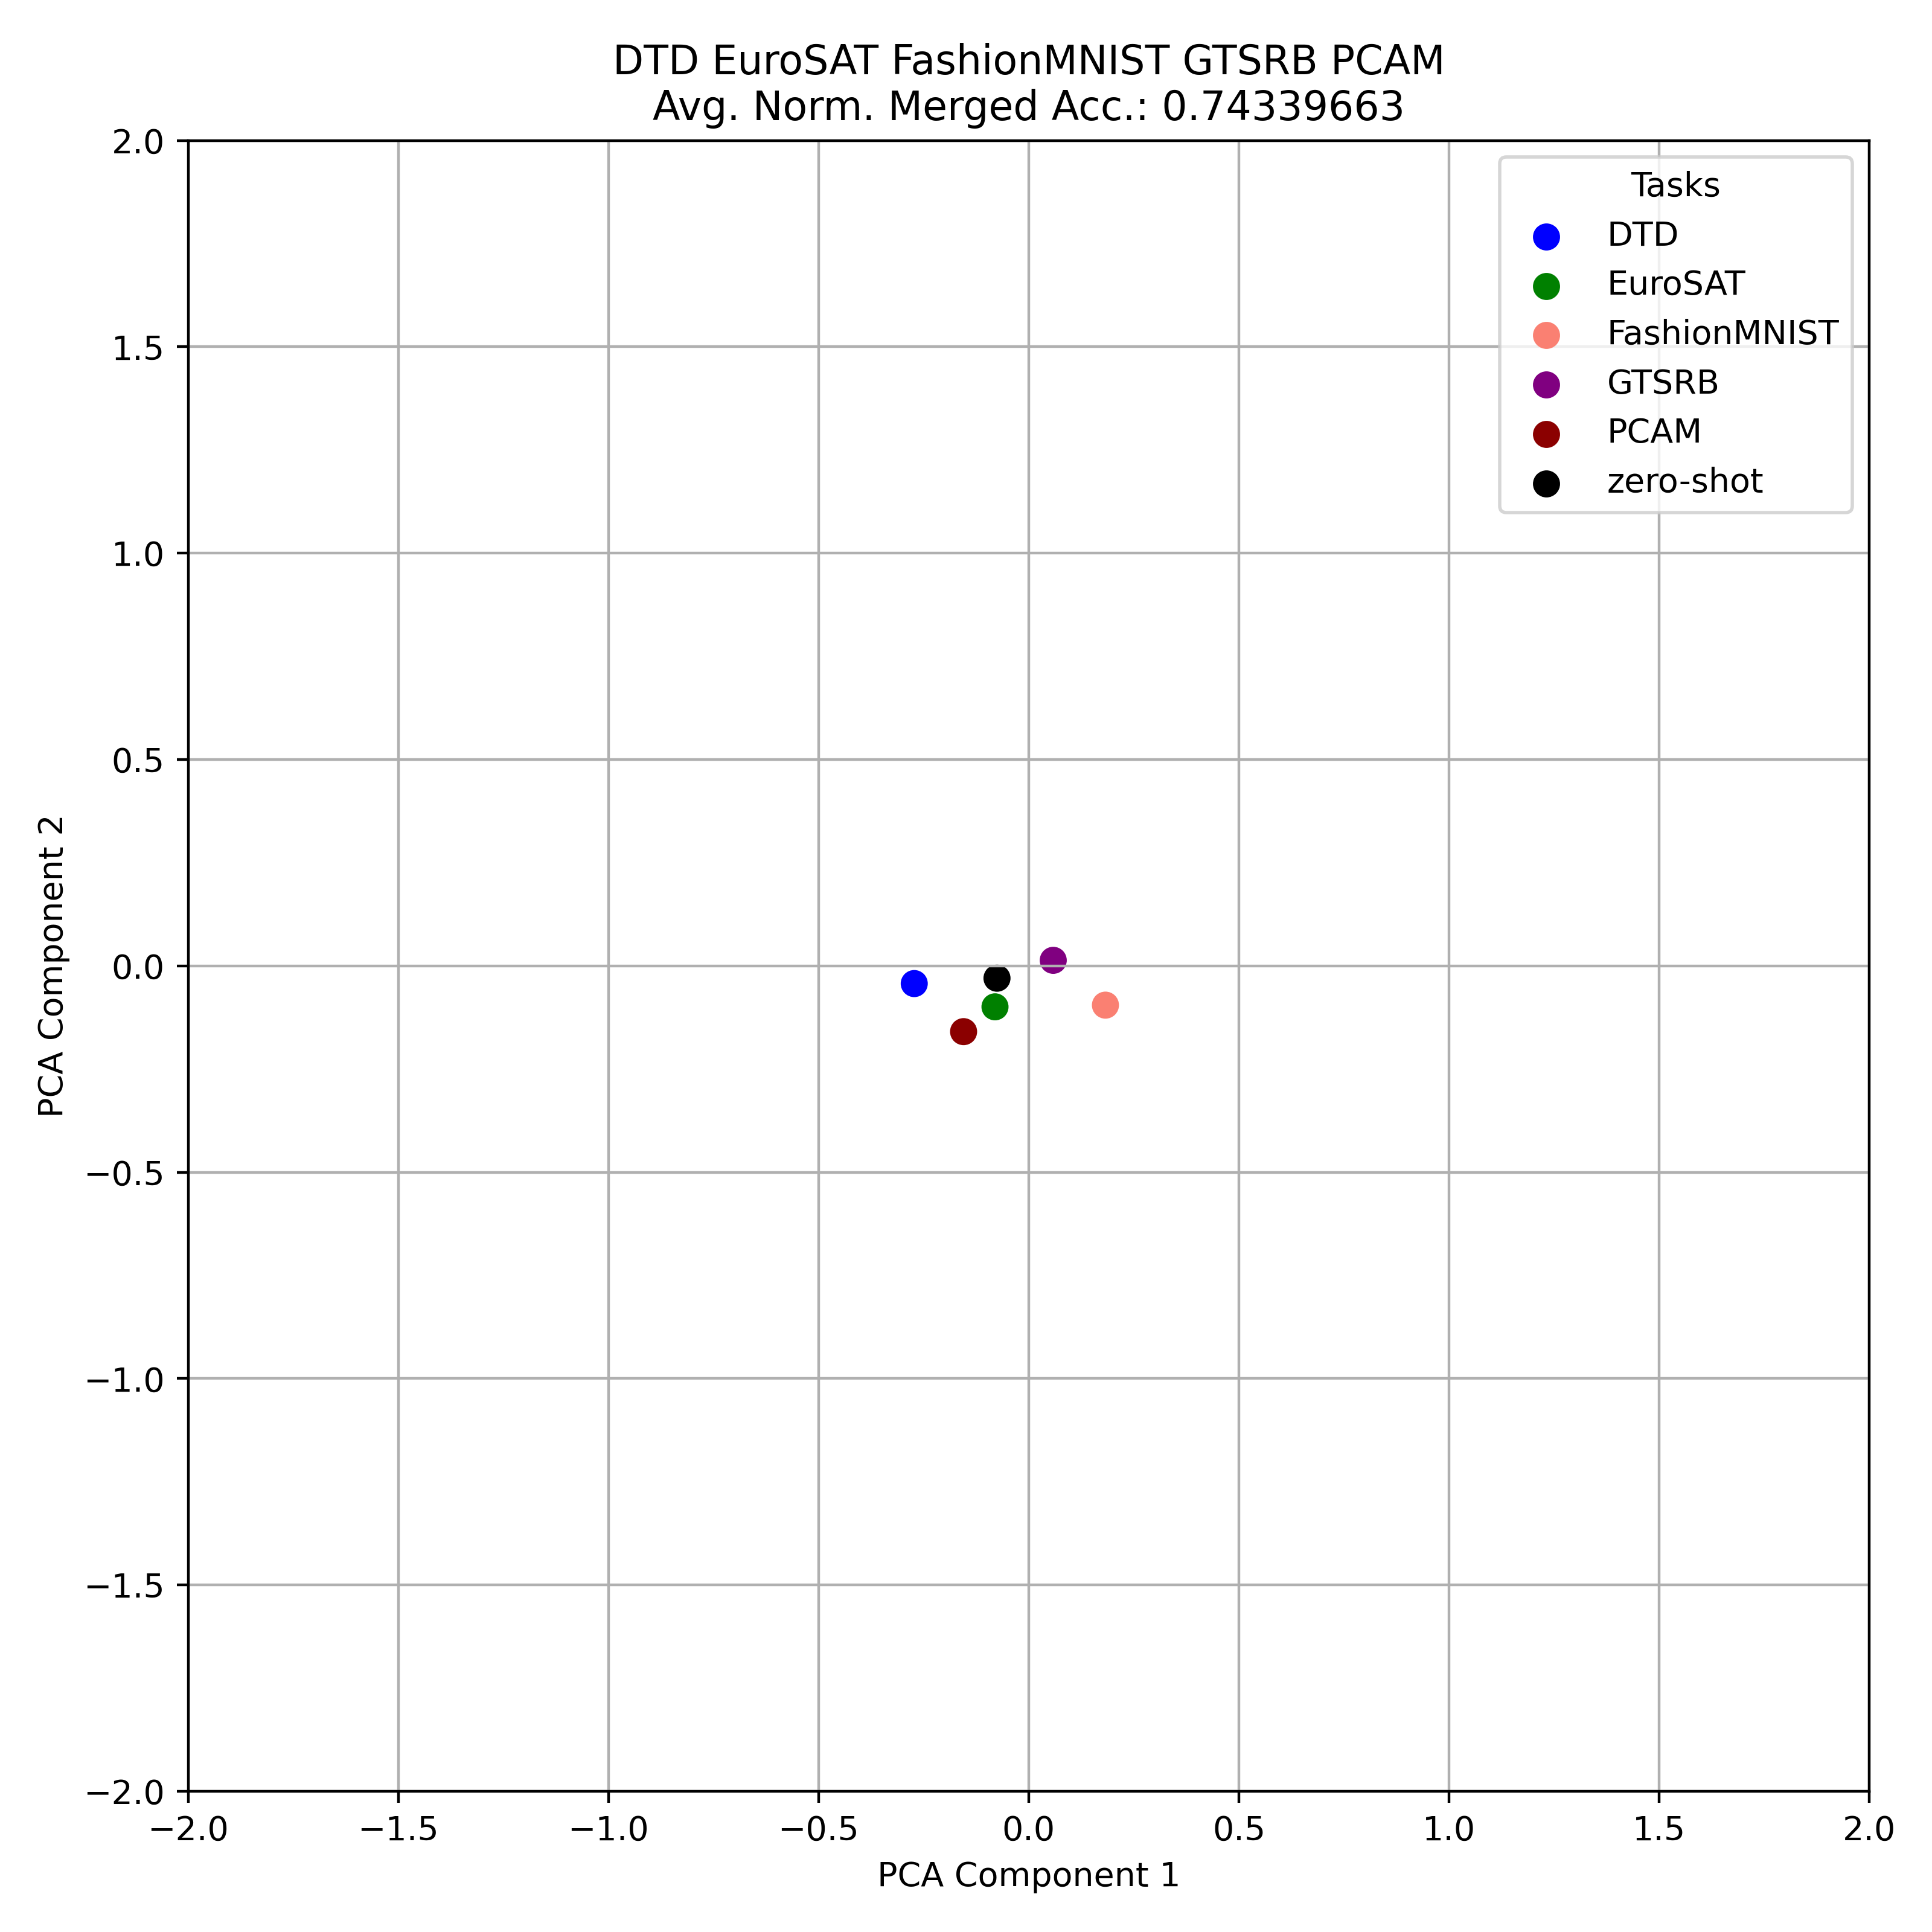 DTD EuroSAT FashionMNIST GTSRB PCAM
Avg. Norm. Merged Acc.: 0.74339663
Tasks
DTD
EuroSAT
FashionMNIST
GTSRB
PCAM
zero-shot
2.0
1.5
1.0
0.5
0.0
−0.5
−1.0
−1.5
−2.0
PCA Component 2
−2.0 −1.5 −1.0 −0.5 0.0 0.5 1.0 1.5 2.0
PCA Component 1